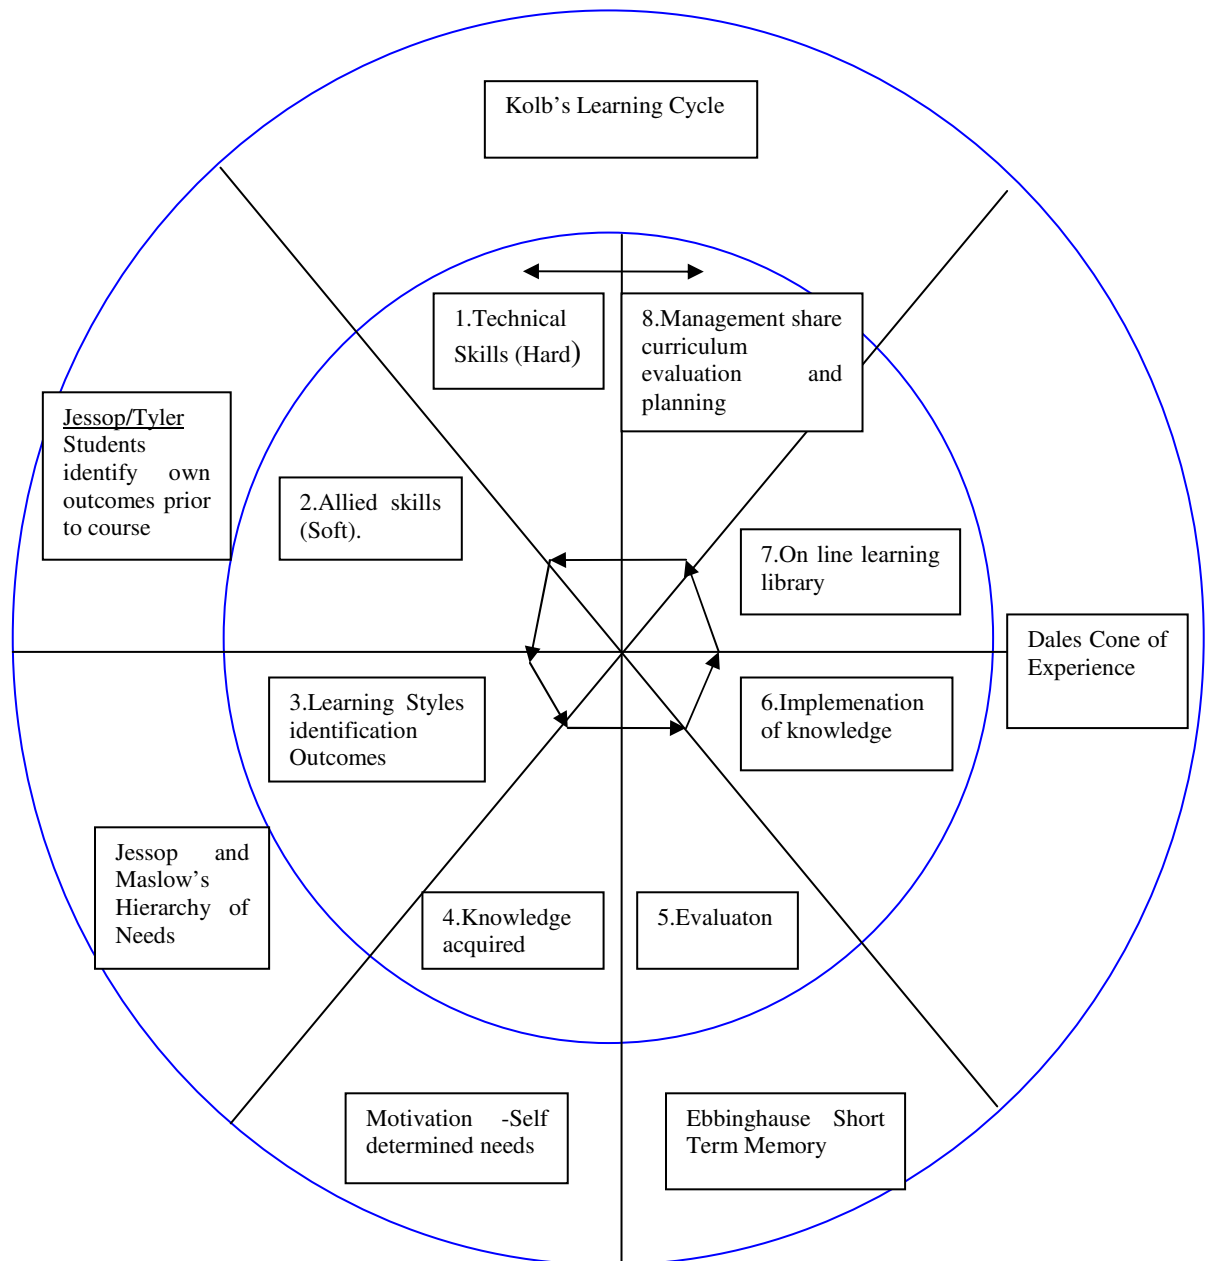 Kolb’s Learning Cycle
1.Technical
Skills (Hard)
8.Management share
curriculum
evaluation and
planning
Jessop/Tyler
Students
identify own
outcomes prior
to course
2.Allied skills
(Soft).
7.On line learning
library
Dales Cone of
Experience
3.Learning Styles
identification
Outcomes
6.Implemenation
of knowledge
Jessop and
Maslow’s
Hierarchy of
Needs
4.Knowledge
acquired
5.Evaluaton
Motivation -Self
determined needs
Ebbinghause Short
Term Memory